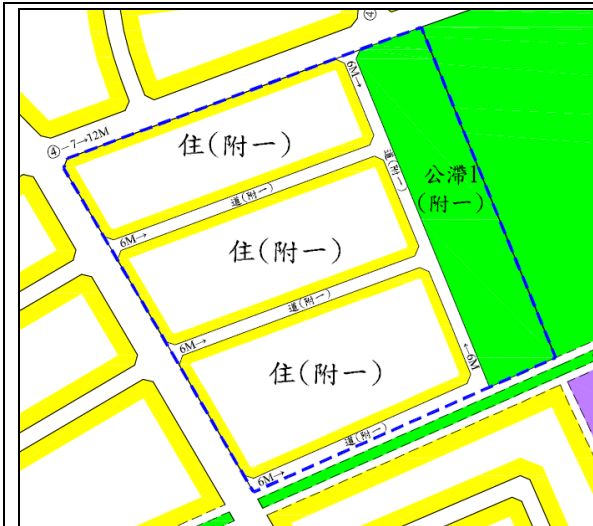 ④
6M→
④-7→12M
住(附一)
道(附一)
公滯1
(附一)
道(附一)
6M→
住(附一)
道(附一)
6M→
住(附一)
←6M
道(附一)
6M→